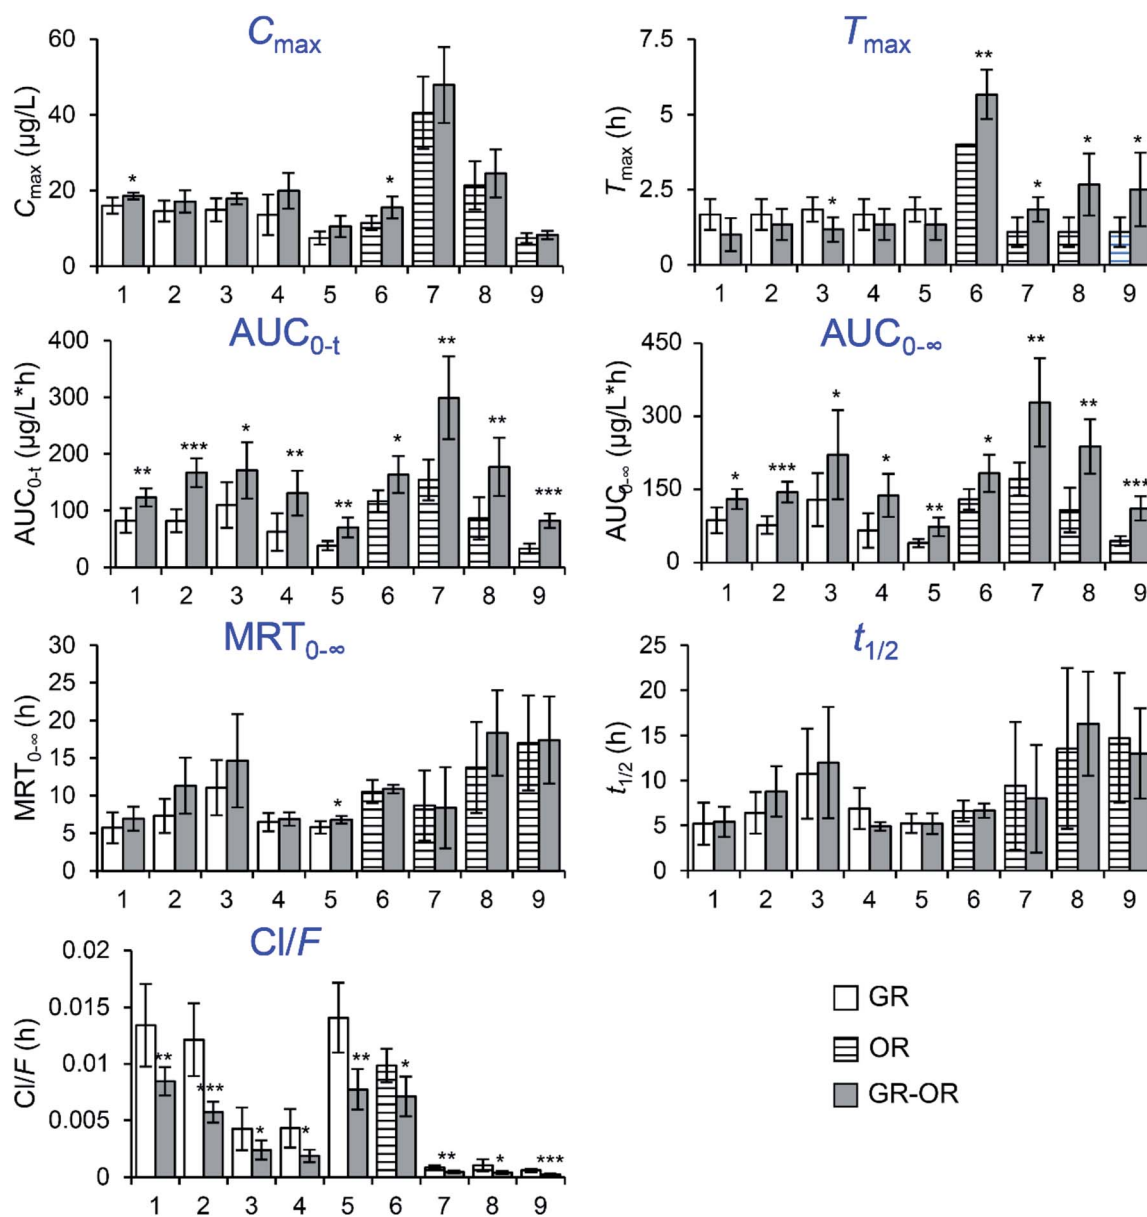 Cmax
Cmax (µg/L)
60
40
20
0
*
*
1 2 3 4 5 6 7 8 9
Tmax
Tmax (h)
7.5
5
2.5
0
*
**
*
*
*
1 2 3 4 5 6 7 8 9
AUC0-t
AUC0-t (µg/L*h)
400
300
200
100
0
**
***
*
**
**
*
**
**
***
1 2 3 4 5 6 7 8 9
AUC0-∞
AUC0-∞ (µg/L*h)
450
300
150
0
*
***
*
*
**
*
**
**
***
1 2 3 4 5 6 7 8 9
MRT0-∞
MRT0-∞ (h)
30
25
20
15
10
5
0
*
1 2 3 4 5 6 7 8 9
t1/2
t1/2 (h)
25
20
15
10
5
0
1 2 3 4 5 6 7 8 9
Cl/F
Cl/F (h)
0.02
0.015
0.01
0.005
0
**
***
*
*
**
*
**
*
***
1 2 3 4 5 6 7 8 9
GR
OR
GR-OR